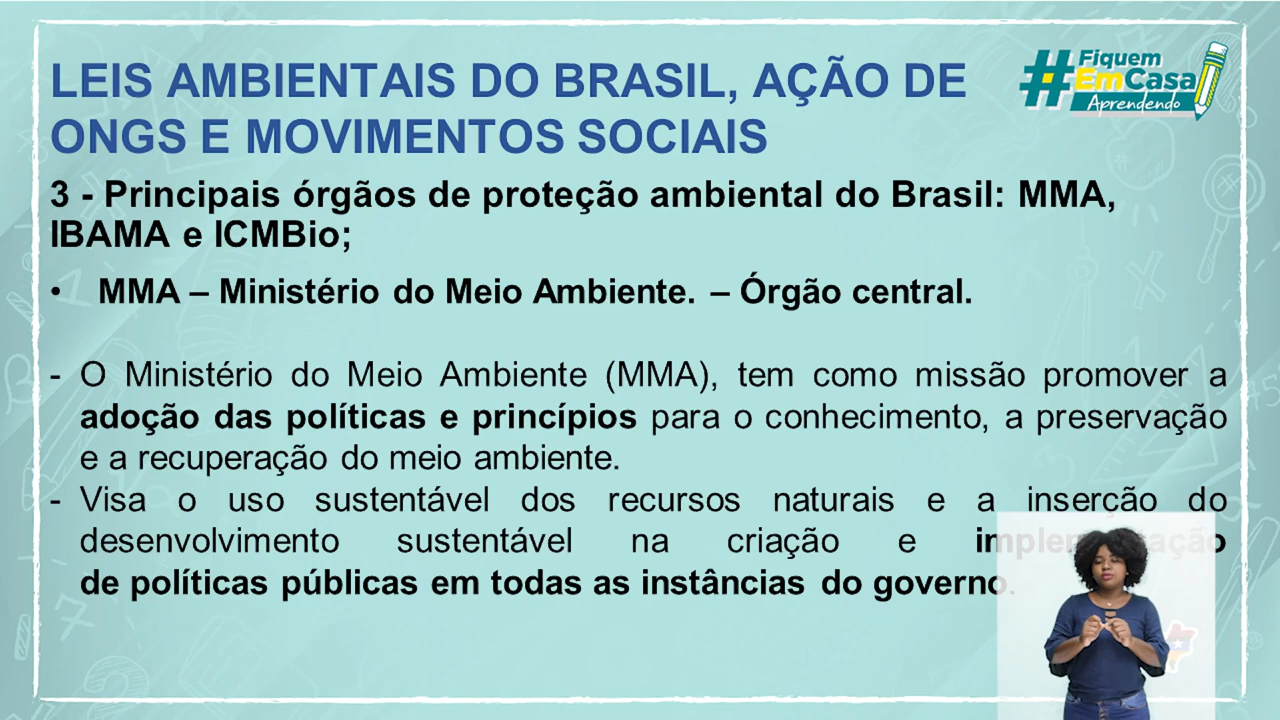 LEIS AMBIENTAIS DO BRASIL, AÇÃO DE
ONGS E MOVIMENTOS SOCIAIS
#Fiquem
EmCasa
Aprendendo
3 - Principais órgãos de proteção ambiental do Brasil: MMA,
IBAMA e ICMBio;
• MMA – Ministério do Meio Ambiente. – Órgão central.
- O Ministério do Meio Ambiente (MMA), tem como missão promover a
adoção das políticas e princípios para o conhecimento, a preservação
e a recuperação do meio ambiente.
- Visa o uso sustentável dos recursos naturais e a inserção do
desenvolvimento sustentável na criação e implementação
de políticas públicas em todas as instâncias do governo.